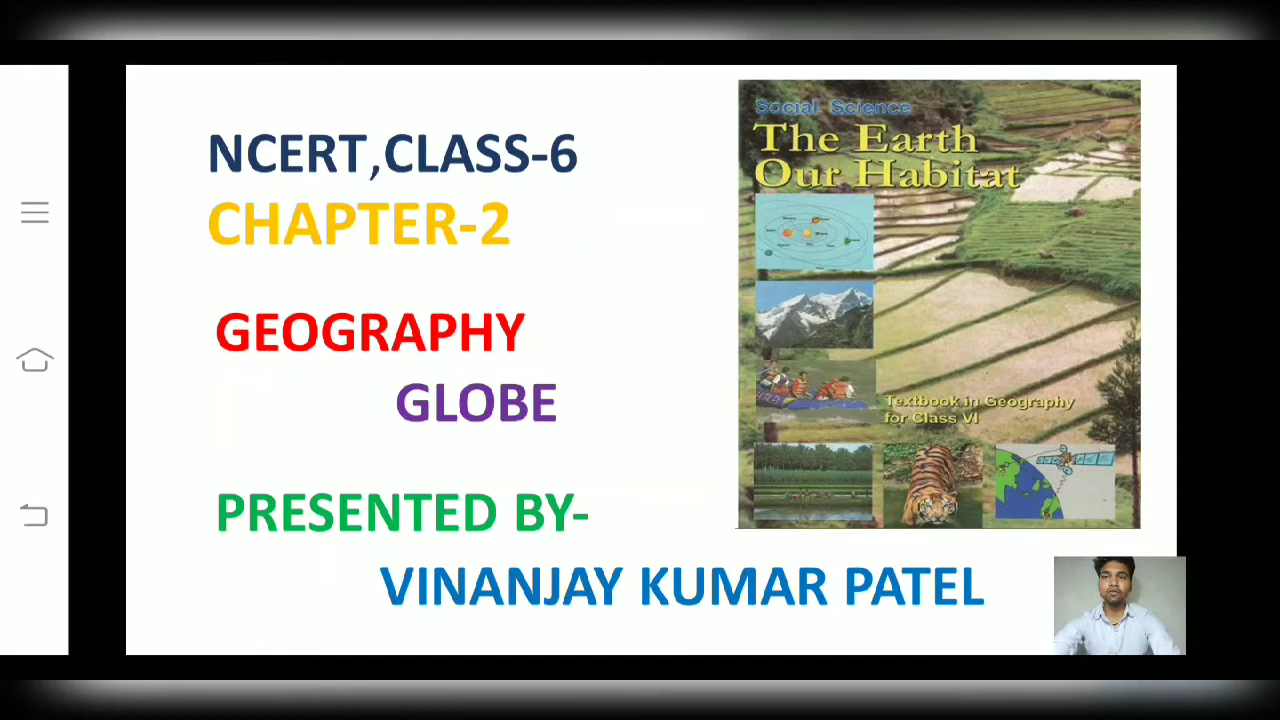 NCERT,CLASS-6
CHAPTER-2
GEOGRAPHY
GLOBE
PRESENTED BY-
VINANJAY KUMAR PATEL
Social Science
The Earth
Our Habitat
Textbook in Geography
for Class VI